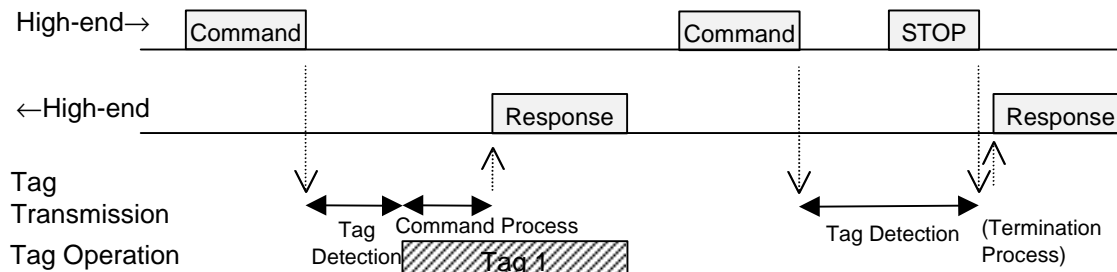 High-end→
Command
Command
STOP
←High-end
Response
Response
Tag
Transmission
Tag
Detection
Command Process
Tag Detection
(Termination
Process)
Tag Operation
Tag 1